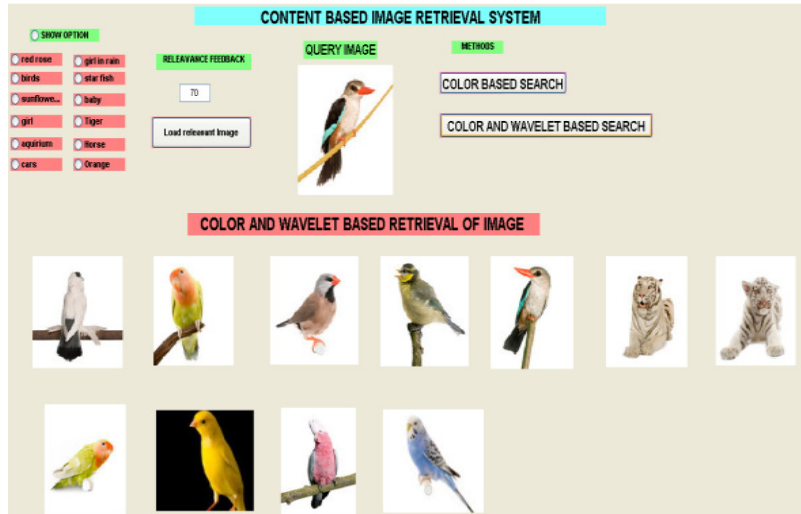 CONTENT BASED IMAGE RETRIEVAL SYSTEM
SHOW OPTION
red rose
girl in rain
birds
star fish
sunflowe...
baby
girl
Tiger
aquirium
Horse
cars
Orange
RELEAVANCE FEEDBACK
70
Load releanant Image
QUERY IMAGE
METHODS
COLOR BASED SEARCH
COLOR AND WAVELET BASED SEARCH
COLOR AND WAVELET BASED RETRIEVAL OF IMAGE